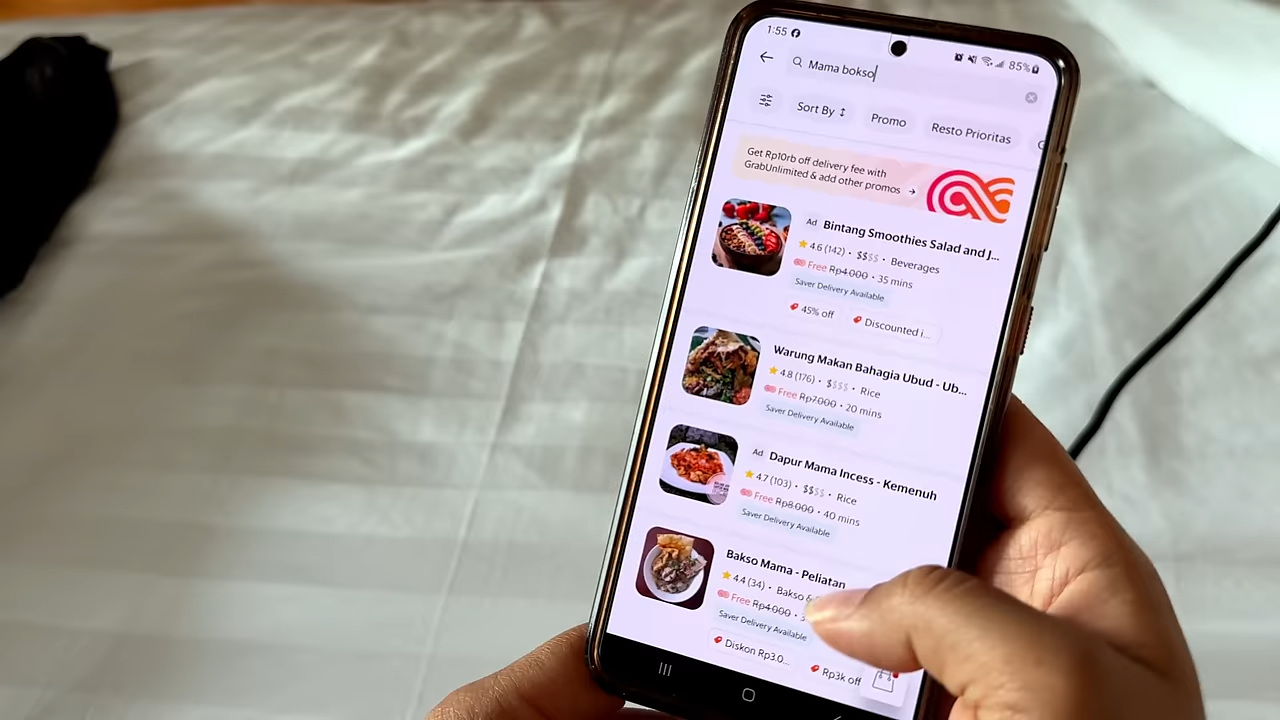 1:55
85%
Mama bokso
Sort By
Promo
Resto Prioritas
Get Rp10rb off delivery fee with
GrabUnlimited & add other promos →
Ad Bintang Smoothies Salad and J...
4.6 (142) • $$$$ • Beverages
Free Rp4.000 • 35 mins
Saver Delivery Available
45% off
Discounted i...
Warung Makan Bahagia Ubud - Ub...
4.8 (176) • $$$$ • Rice
Free Rp7.000 • 20 mins
Saver Delivery Available
Ad Dapur Mama Incess - Kemenuh
4.7 (103) • $$$$ • Rice
Free Rp8.000 • 40 mins
Saver Delivery Available
Bakso Mama - Peliatan
4.4 (34) • Bakso &
Free Rp4.000 • 3
Saver Delivery Available
Diskon Rp3.0...
Rp3k off